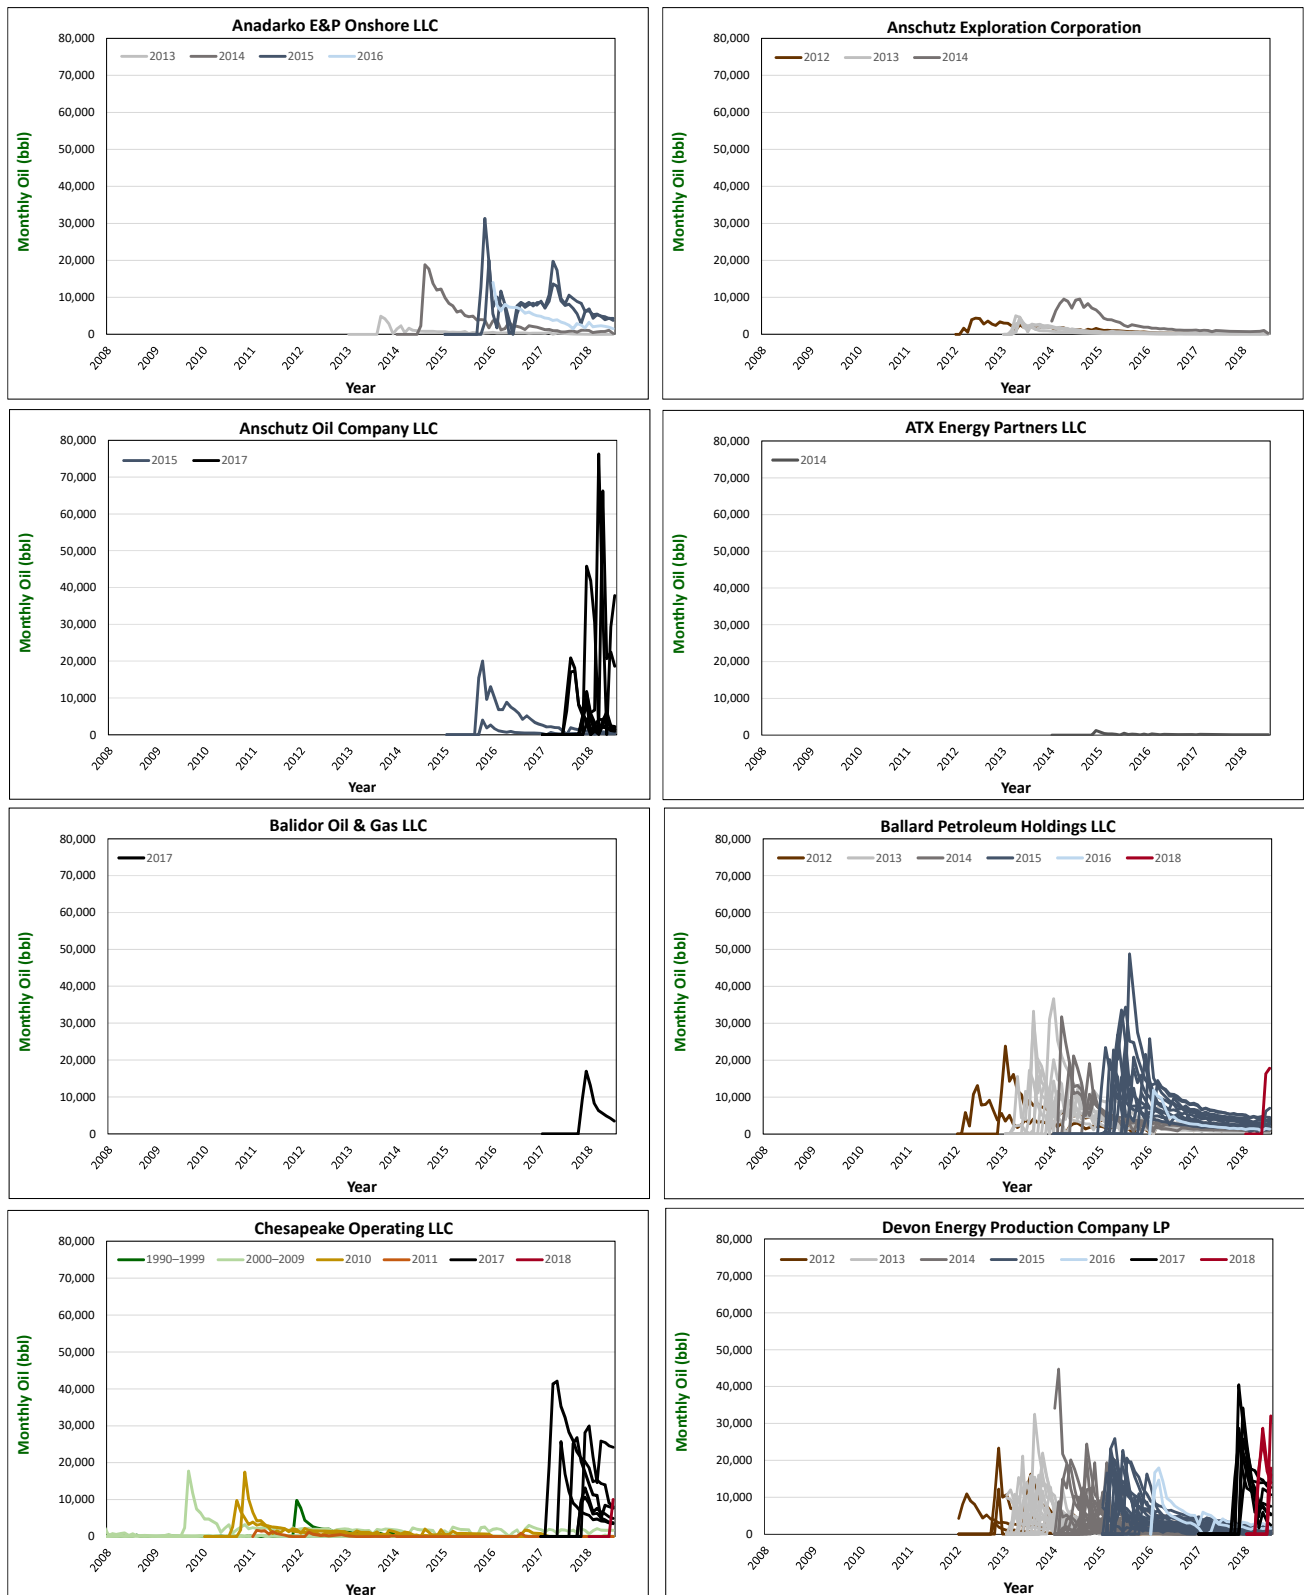 Anadarko E&P Onshore LLC
2013 2014 2015 2016
80,000
70,000
60,000
50,000
40,000
30,000
20,000
10,000
0
Monthly Oil (bbl)
2008 2009 2010 2011 2012 2013 2014 2015 2016 2017 2018
Year
Anschutz Exploration Corporation
2012 2013 2014
80,000
70,000
60,000
50,000
40,000
30,000
20,000
10,000
0
Monthly Oil (bbl)
2008 2009 2010 2011 2012 2013 2014 2015 2016 2017 2018
Year
Anschutz Oil Company LLC
2015 2017
80,000
70,000
60,000
50,000
40,000
30,000
20,000
10,000
0
Monthly Oil (bbl)
2008 2009 2010 2011 2012 2013 2014 2015 2016 2017 2018
Year
ATX Energy Partners LLC
2014
80,000
70,000
60,000
50,000
40,000
30,000
20,000
10,000
0
Monthly Oil (bbl)
2008 2009 2010 2011 2012 2013 2014 2015 2016 2017 2018
Year
Balidor Oil & Gas LLC
2017
80,000
70,000
60,000
50,000
40,000
30,000
20,000
10,000
0
Monthly Oil (bbl)
2008 2009 2010 2011 2012 2013 2014 2015 2016 2017 2018
Year
Ballard Petroleum Holdings LLC
2012 2013 2014 2015 2016 2018
80,000
70,000
60,000
50,000
40,000
30,000
20,000
10,000
0
Monthly Oil (bbl)
2008 2009 2010 2011 2012 2013 2014 2015 2016 2017 2018
Year
Chesapeake Operating LLC
1990–1999 2000–2009 2010 2011 2017 2018
80,000
70,000
60,000
50,000
40,000
30,000
20,000
10,000
0
Monthly Oil (bbl)
2008 2009 2010 2011 2012 2013 2014 2015 2016 2017 2018
Year
Devon Energy Production Company LP
2012 2013 2014 2015 2016 2017 2018
80,000
70,000
60,000
50,000
40,000
30,000
20,000
10,000
0
Monthly Oil (bbl)
2008 2009 2010 2011 2012 2013 2014 2015 2016 2017 2018
Year